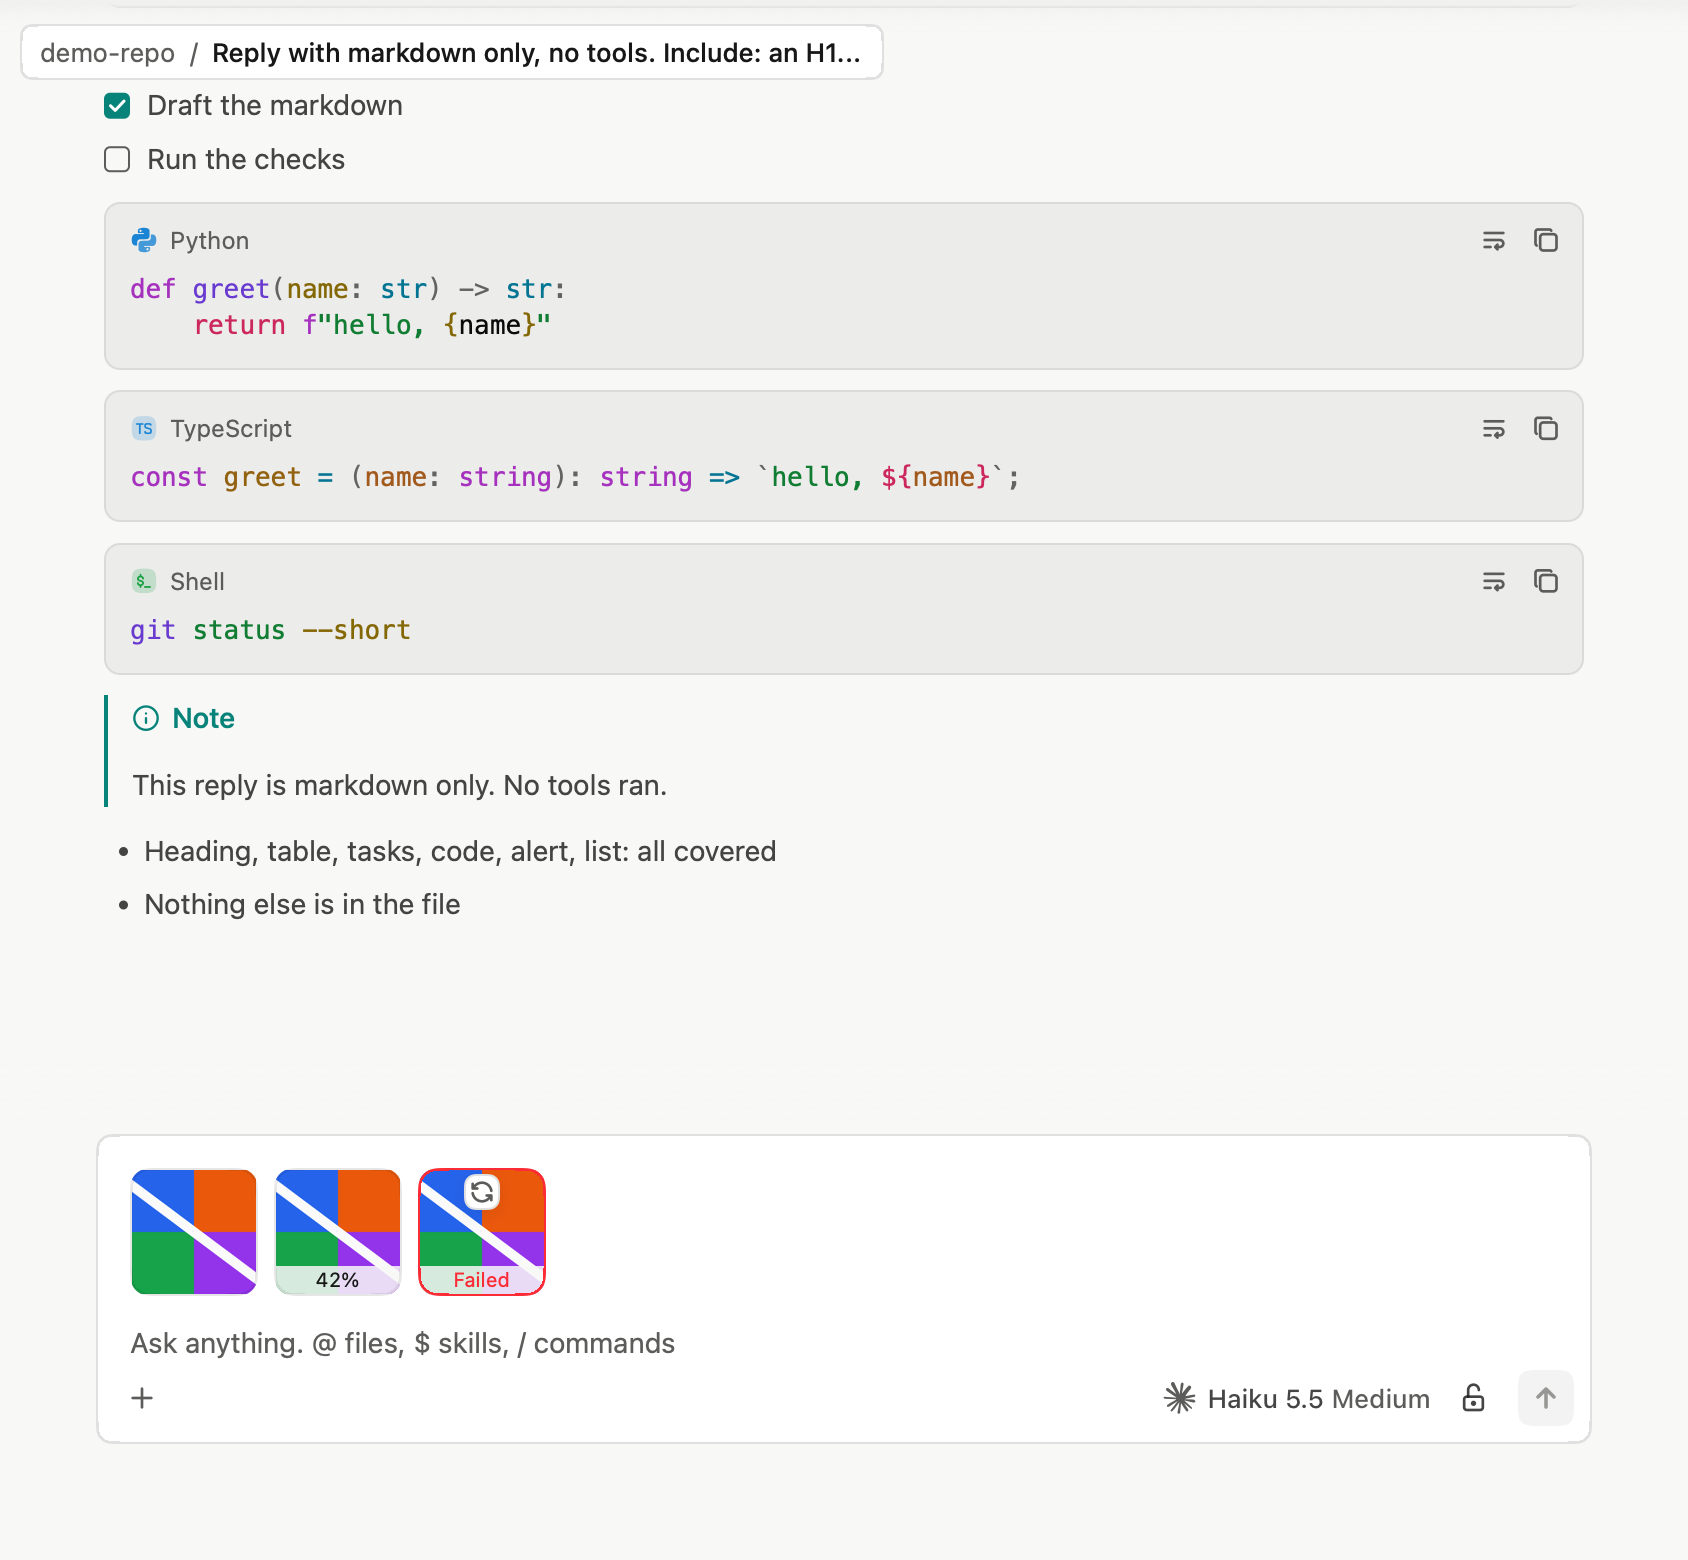 demo-repo / Reply with markdown only, no tools. Include: an H1...
Draft the markdown
Run the checks
Python
def greet(name: str) -> str:
    return f"hello, {name}"
TS TypeScript
const greet = (name: string): string => `hello, ${name}`;
$_ Shell
git status --short
Note
This reply is markdown only. No tools ran.
• Heading, table, tasks, code, alert, list: all covered
• Nothing else is in the file
42%
Failed
Ask anything. @ files, $ skills, / commands
Haiku 5.5 Medium